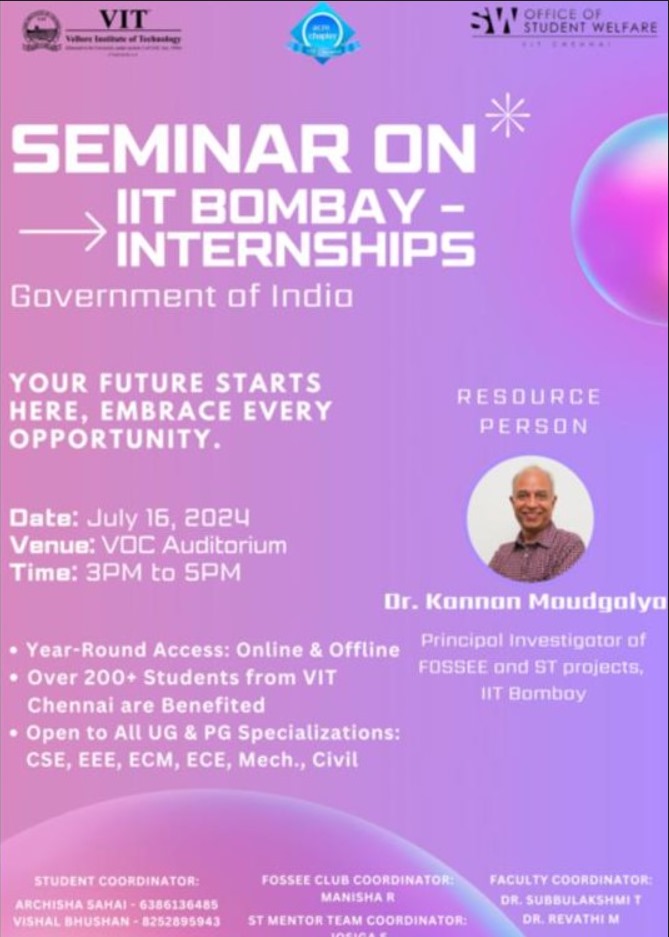 VIT
Vellore Institute of Technology
acm
chapter
SW OFFICE OF
STUDENT WELFARE
VIT CHENNAI
SEMINAR ON
IIT BOMBAY -
INTERNSHIPS
Government of India
YOUR FUTURE STARTS
HERE, EMBRACE EVERY
OPPORTUNITY.
RESOURCE
PERSON
Date: July 16, 2024
Venue: VOC Auditorium
Time: 3PM to 5PM
Dr. Kannan Moudgalya
Principal Investigator of
FOSSEE and ST projects,
IIT Bombay
• Year-Round Access: Online & Offline
• Over 200+ Students from VIT
Chennai are Benefited
• Open to All UG & PG Specializations:
CSE, EEE, ECM, ECE, Mech., Civil
STUDENT COORDINATOR:
ARCHISHA SAHAI - 6386136485
VISHAL BHUSHAN - 8252895943
FOSSEE CLUB COORDINATOR:
MANISHA R
ST MENTOR TEAM COORDINATOR:
FACULTY COORDINATOR:
DR. SUBBULAKSHMI T
DR. REVATHI M